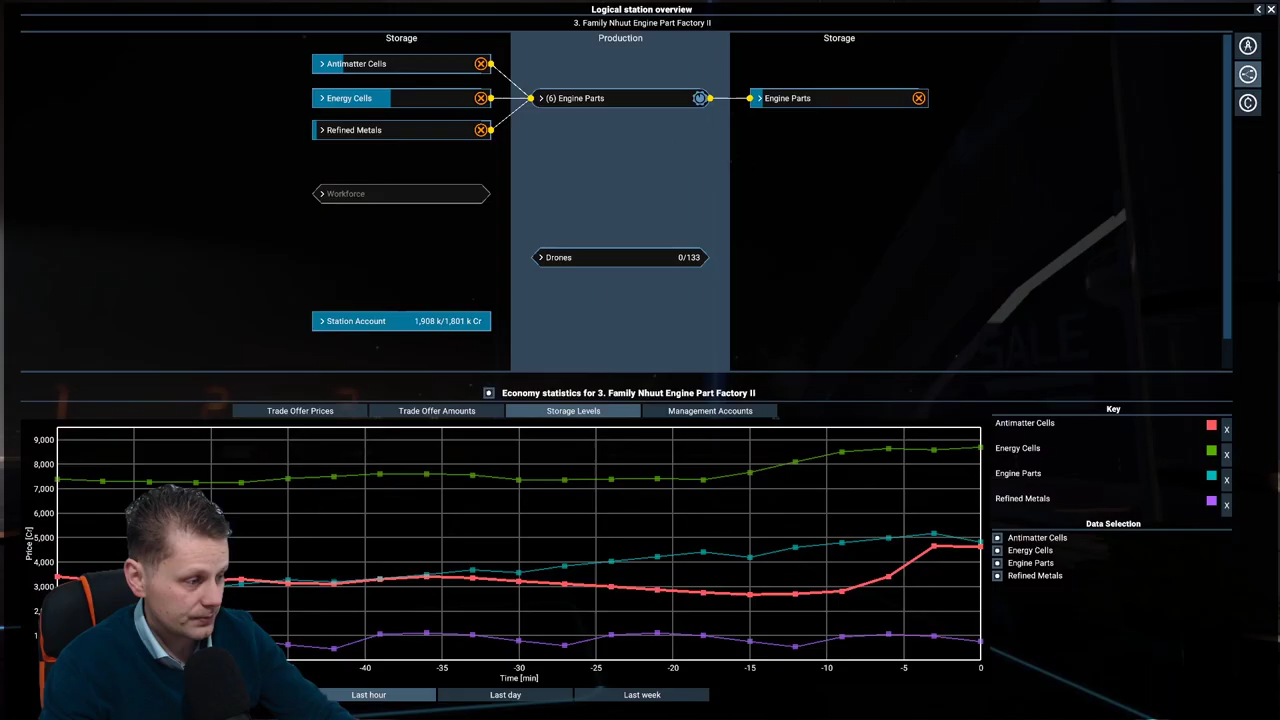 Logical station overview
3. Family Nhuut Engine Part Factory II
Storage
Production
Storage
Antimatter Cells
Energy Cells
(6) Engine Parts
Engine Parts
Refined Metals
Workforce
Drones 0/133
Station Account 1,908 k/1,801 k Cr
SALE
Economy statistics for 3. Family Nhuut Engine Part Factory II
Trade Offer Prices
Trade Offer Amounts
Storage Levels
Management Accounts
Key
Antimatter Cells X
Energy Cells X
Engine Parts X
Refined Metals X
Data Selection
Antimatter Cells
Energy Cells
Engine Parts
Refined Metals
9,000
8,000
7,000
6,000
5,000
4,000
3,000
Price [Cr]
-40 -35 -30 -25 -20 -15 -10 -5 0
Time [min]
Last hour
Last day
Last week